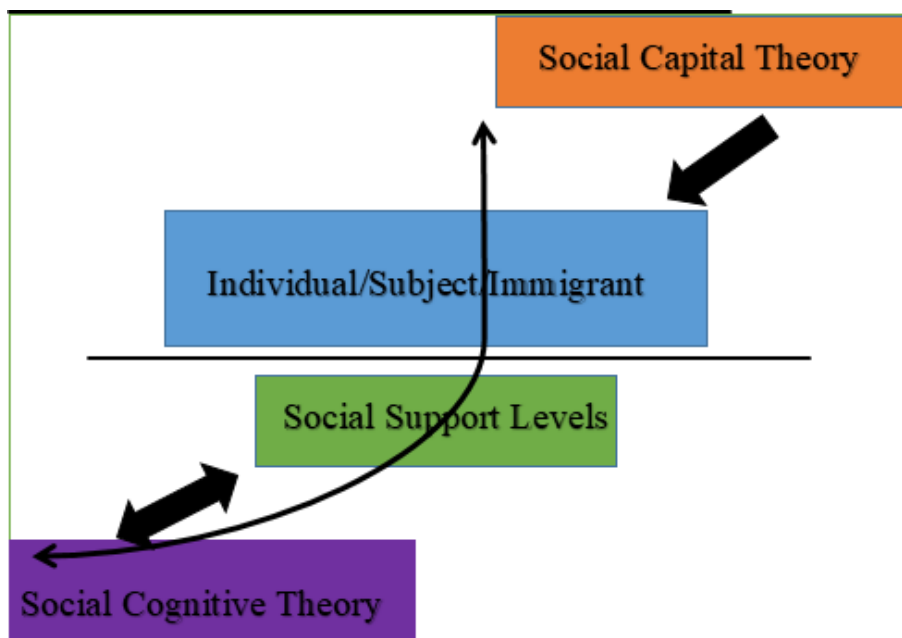 Social Capital Theory
Individual/Subject/Immigrant
Social Support Levels
Social Cognitive Theory